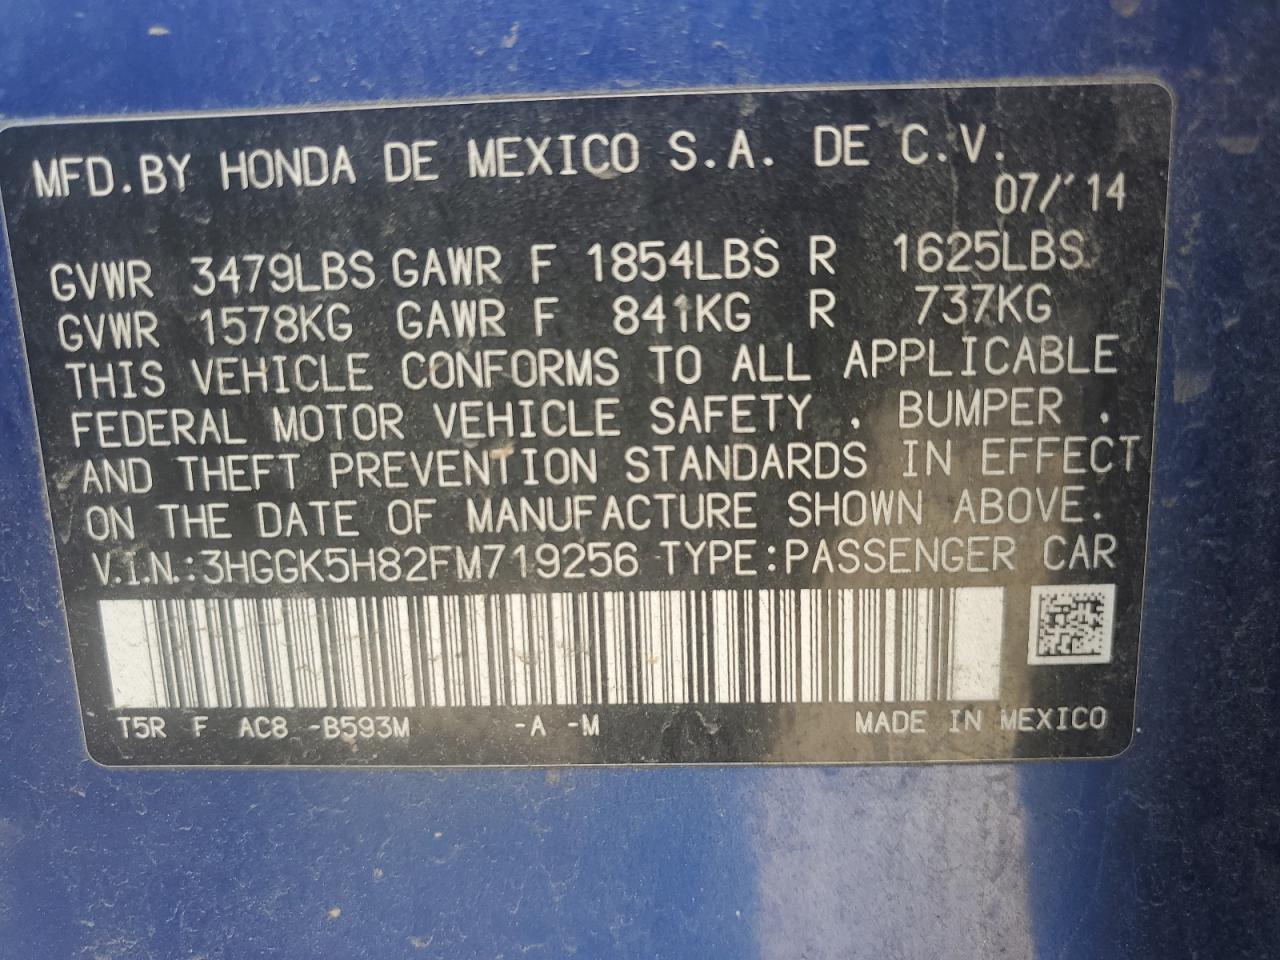 MFD.BY HONDA DE MEXICO S.A. DE C.V.
07/'14
GVWR 3479LBS GAWR F 1854LBS R 1625LBS
GVWR 1578KG GAWR F 841KG R 737KG
THIS VEHICLE CONFORMS TO ALL APPLICABLE
FEDERAL MOTOR VEHICLE SAFETY , BUMPER ,
AND THEFT PREVENTION STANDARDS IN EFFECT
ON THE DATE OF MANUFACTURE SHOWN ABOVE.
V.I.N.:3HGGK5H82FM719256 TYPE:PASSENGER CAR
T5R F AC8 -B593M -A -M MADE IN MEXICO